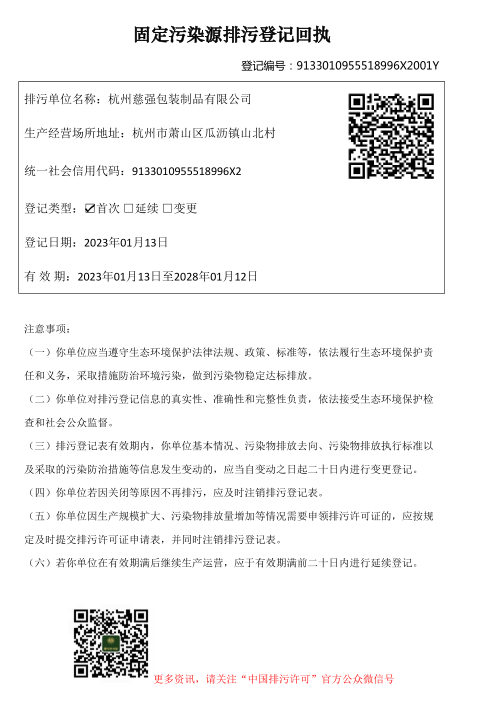 固定污染源排污登记回执
登记编号：9133010955518996X2001Y
排污单位名称：杭州慈强包装制品有限公司
生产经营场所地址：杭州市萧山区瓜沥镇山北村
统一社会信用代码：9133010955518996X2
登记类型：☑首次 □延续 □变更
登记日期：2023年01月13日
有 效 期：2023年01月13日至2028年01月12日
注意事项：
（一）你单位应当遵守生态环境保护法律法规、政策、标准等，依法履行生态环境保护责
任和义务，采取措施防治环境污染，做到污染物稳定达标排放。
（二）你单位对排污登记信息的真实性、准确性和完整性负责，依法接受生态环境保护检
查和社会公众监督。
（三）排污登记表有效期内，你单位基本情况、污染物排放去向、污染物排放执行标准以
及采取的污染防治措施等信息发生变动的，应当自变动之日起二十日内进行变更登记。
（四）你单位若因关闭等原因不再排污，应及时注销排污登记表。
（五）你单位因生产规模扩大、污染物排放量增加等情况需要申领排污许可证的，应按规
定及时提交排污许可证申请表，并同时注销排污登记表。
（六）若你单位在有效期满后继续生产运营，应于有效期满前二十日内进行延续登记。
更多资讯，请关注“中国排污许可”官方公众微信号